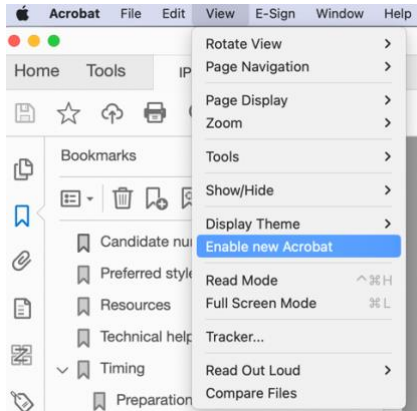 Acrobat File Edit View E-Sign Window Help
Home Tools IP
Bookmarks
Candidate nu
Preferred style
Resources
Technical help
Timing
Preparation
Rotate View
Page Navigation
Page Display
Zoom
Tools
Show/Hide
Display Theme
Enable new Acrobat
Read Mode ^⌘H
Full Screen Mode ⌘L
Tracker...
Read Out Loud
Compare Files